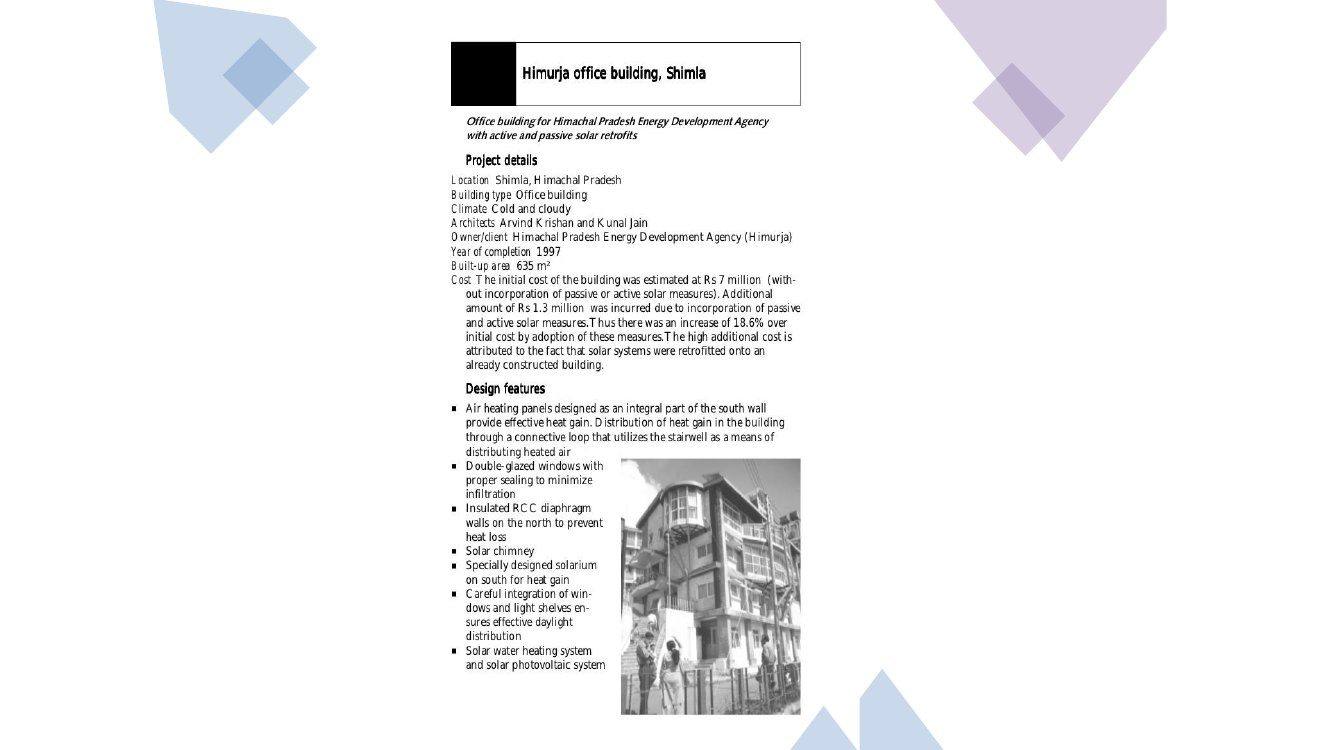 Himurja office building, Shimla
Office building for Himachal Pradesh Energy Development Agency
with active and passive solar retrofits
Project details
Location Shimla, Himachal Pradesh
Building type Office building
Climate Cold and cloudy
Architects Arvind Krishan and Kunal Jain
Owner/client Himachal Pradesh Energy Development Agency (Himurja)
Year of completion 1997
Built-up area 635 m²
Cost The initial cost of the building was estimated at Rs 7 million (with-
out incorporation of passive or active solar measures). Additional
amount of Rs 1.3 million was incurred due to incorporation of passive
and active solar measures.Thus there was an increase of 18.6% over
initial cost by adoption of these measures.The high additional cost is
attributed to the fact that solar systems were retrofitted onto an
already constructed building.
Design features
▪ Air heating panels designed as an integral part of the south wall
provide effective heat gain. Distribution of heat gain in the building
through a connective loop that utilizes the stairwell as a means of
distributing heated air
▪ Double-glazed windows with
proper sealing to minimize
infiltration
▪ Insulated RCC diaphragm
walls on the north to prevent
heat loss
▪ Solar chimney
▪ Specially designed solarium
on south for heat gain
▪ Careful integration of win-
dows and light shelves en-
sures effective daylight
distribution
▪ Solar water heating system
and solar photovoltaic system